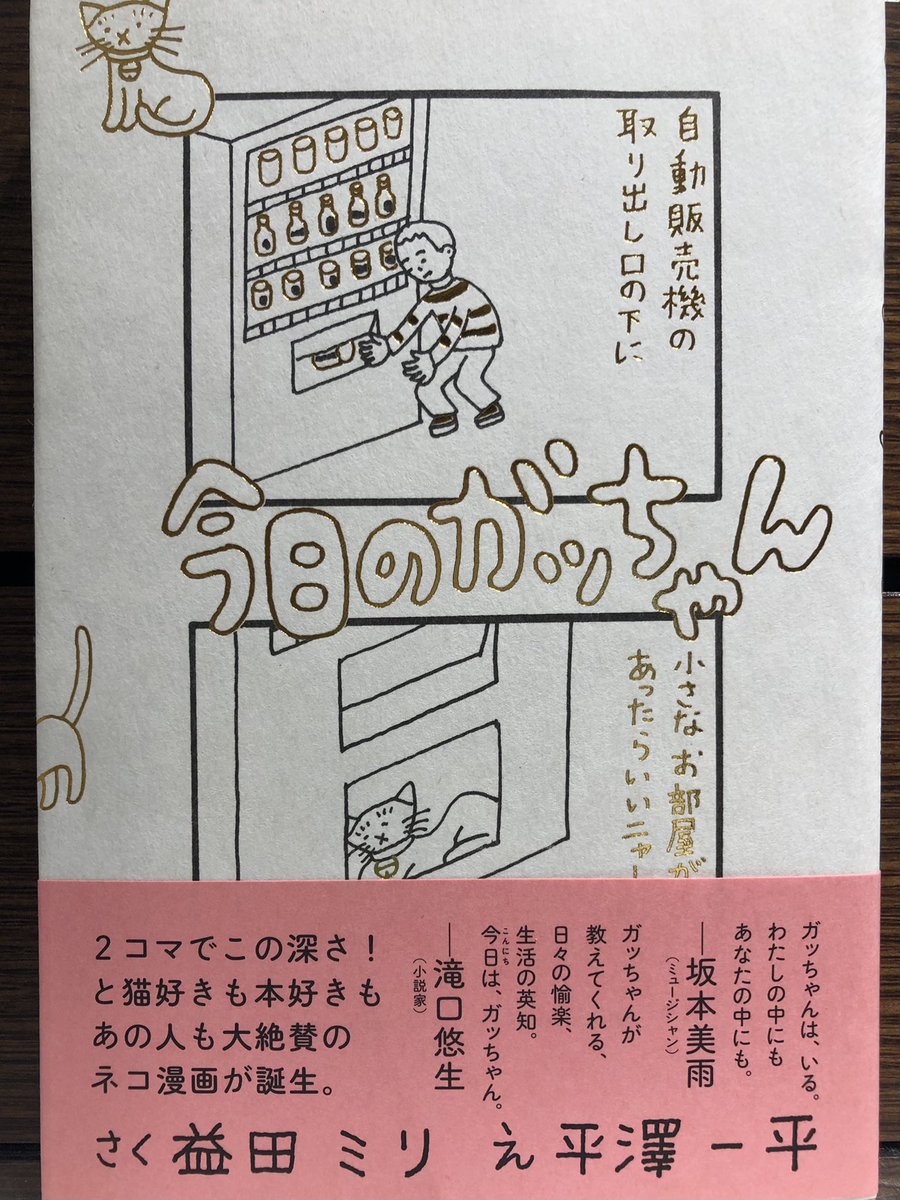 自動販売機の
取り出し口の下に
今日のガッちゃん
小さなお部屋が
あったらいいニャー
ガッちゃんは、いる。
わたしの中にも
あなたの中にも。
──坂本美雨
(ミュージシャン)
ガッちゃんが
教えてくれる、
日々の愉楽、
生活の英知。
今日は、ガッちゃん。
こんにち
──滝口悠生
(小説家)
2コマでこの深さ!
と猫好きも本好きも
あの人も大絶賛の
ネコ漫画が誕生。
さく 益田ミリ え 平澤一平